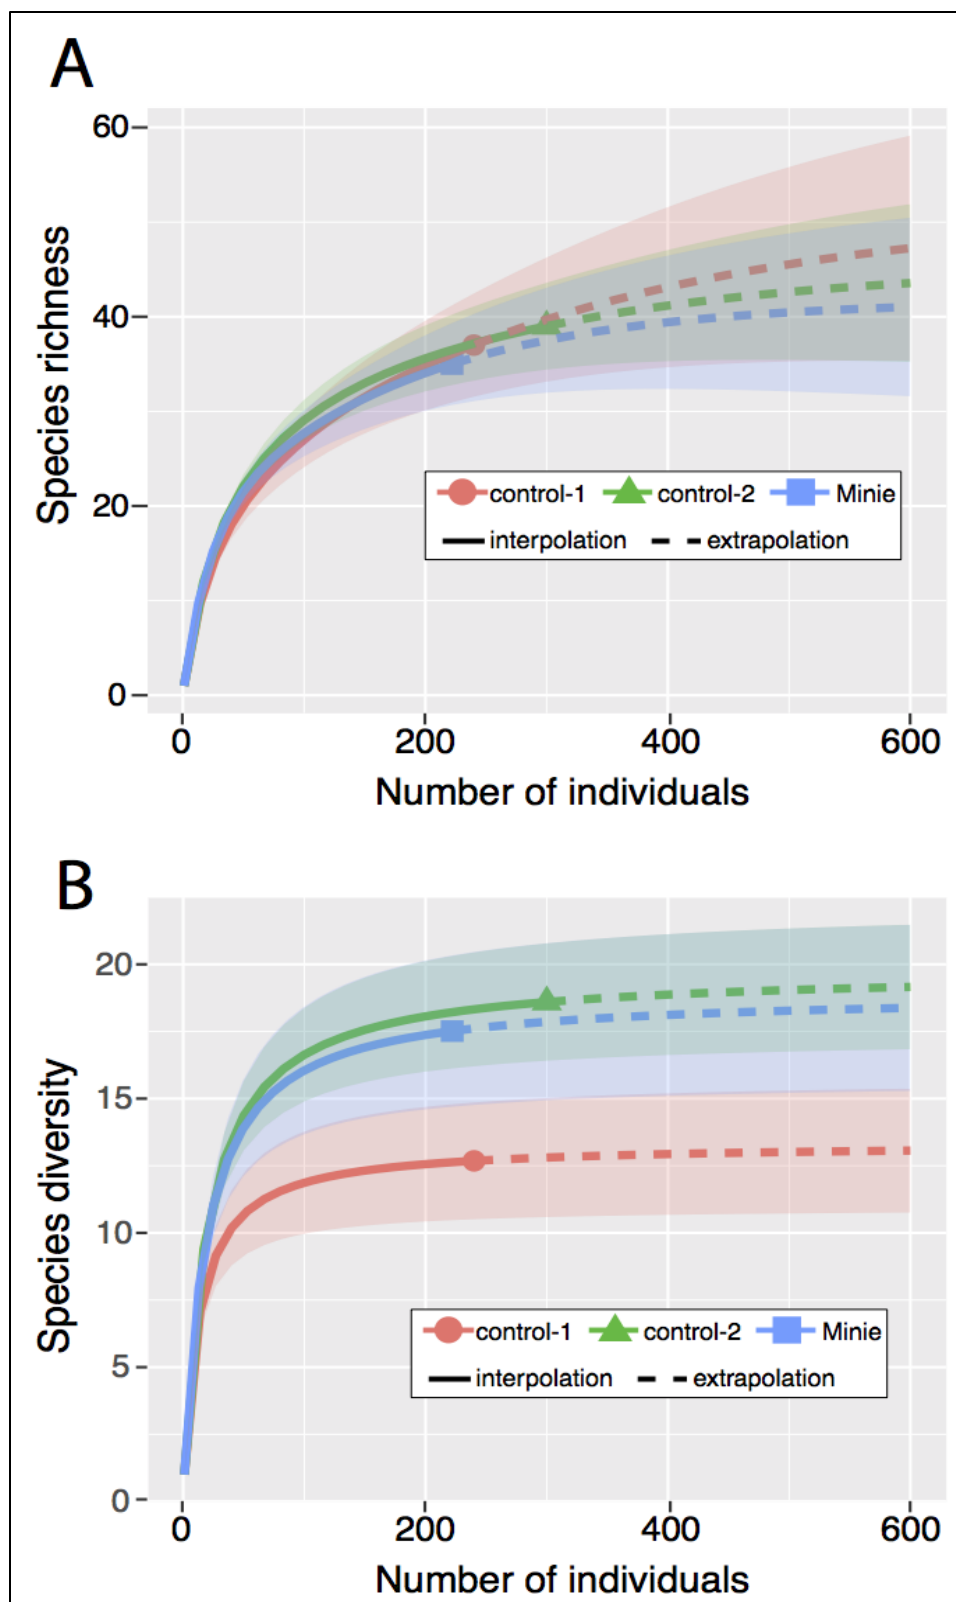 A
60
40
20
0
Species richness
control-1 control-2 Minie
interpolation extrapolation
0 200 400 600
Number of individuals
B
20
15
10
5
0
Species diversity
control-1 control-2 Minie
interpolation extrapolation
0 200 400 600
Number of individuals